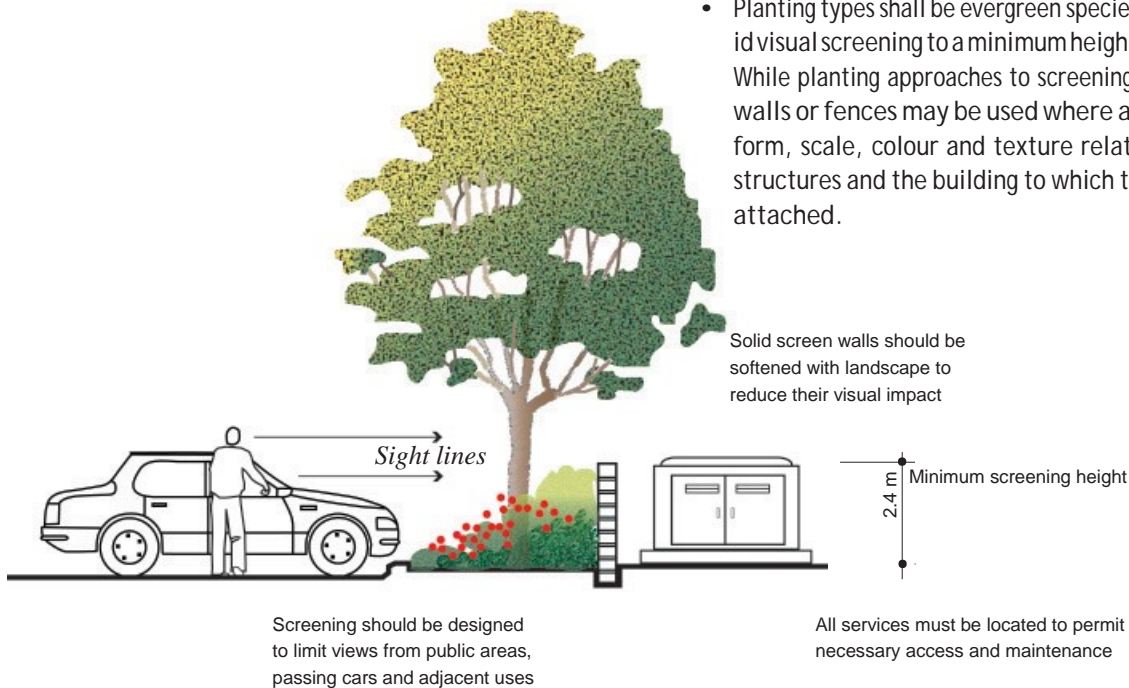 • Planting types shall be evergreen specie
id visual screening to a minimum heigh
While planting approaches to screening
walls or fences may be used where a
form, scale, colour and texture relat
structures and the building to which t
attached.
Solid screen walls should be
softened with landscape to
reduce their visual impact
Sight lines
Minimum screening height
2.4 m
Screening should be designed
to limit views from public areas,
passing cars and adjacent uses
All services must be located to permit
necessary access and maintenance